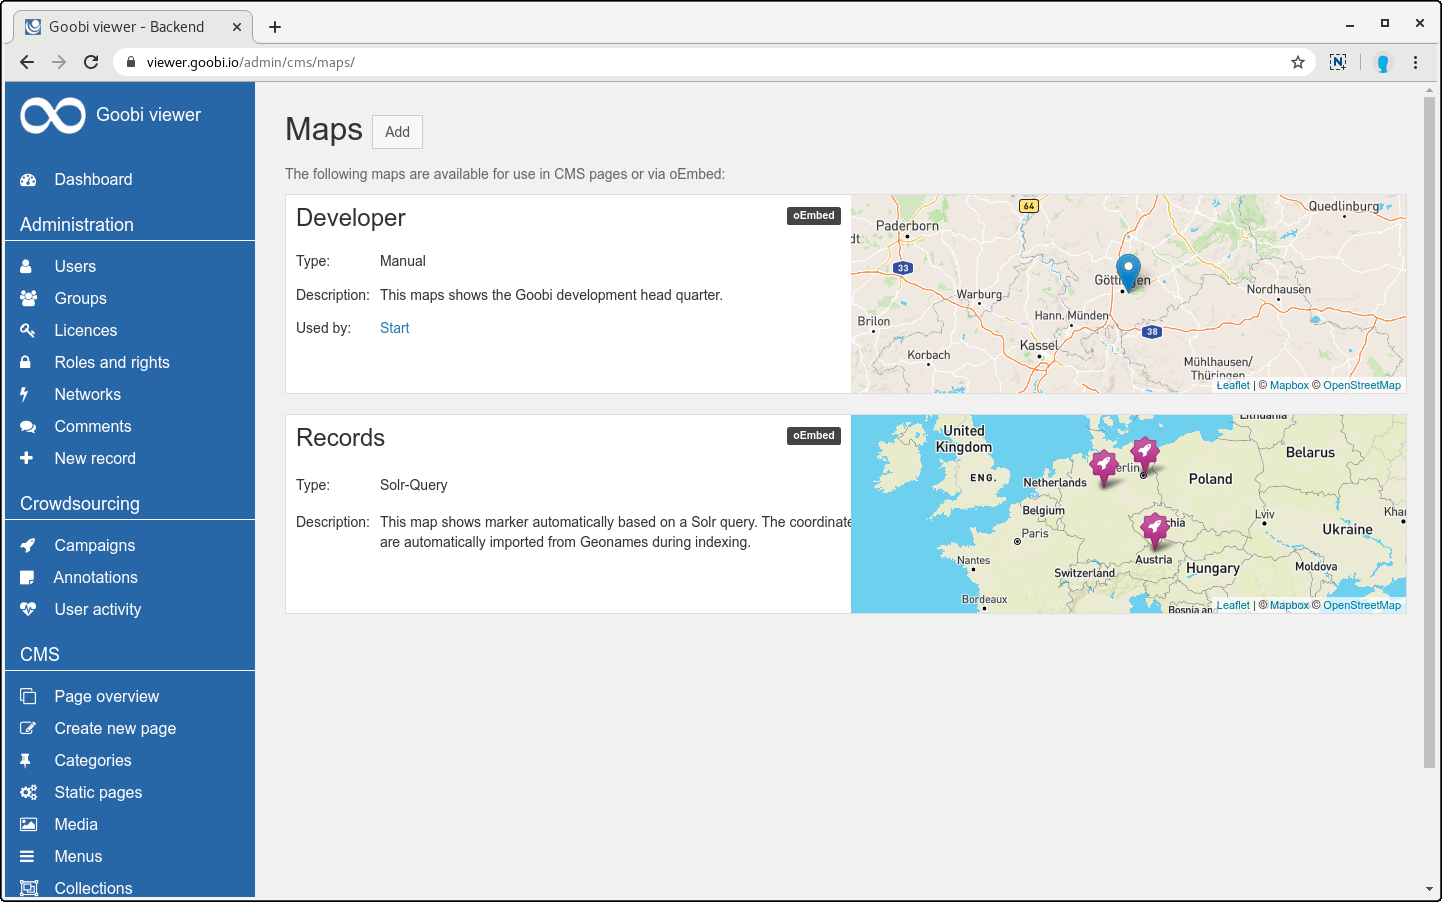 Goobi viewer - Backend
viewer.goobi.io/admin/cms/maps/
Goobi viewer
Dashboard
Administration
Users
Groups
Licences
Roles and rights
Networks
Comments
New record
Crowdsourcing
Campaigns
Annotations
User activity
CMS
Page overview
Create new page
Categories
Static pages
Media
Menus
Collections
Maps
Add
The following maps are available for use in CMS pages or via oEmbed:
Developer
oEmbed
Type: Manual
Description: This maps shows the Goobi development head quarter.
Used by: Start
64
Quedlinburg
Paderborn
dt
33
Göttingen
Warburg
Nordhausen
Brilon
Hann. Münden
38
Kassel
Korbach
Mühlhausen/
Thüringen
Leaflet | © Mapbox © OpenStreetMap
Records
oEmbed
Type: Solr-Query
Description: This map shows marker automatically based on a Solr query. The coordinate
are automatically imported from Geonames during indexing.
Lithuania
United
Kingdom
Belarus
erlin
ENG.
Netherlands
Poland
Belgium
Lviv
Khar
chia
Ukraine
Paris
Nantes
Austria
Switzerland
Hungary
Moldova
Bordeaux
Bosnia an
Leaflet | © Mapbox © OpenStreetMap